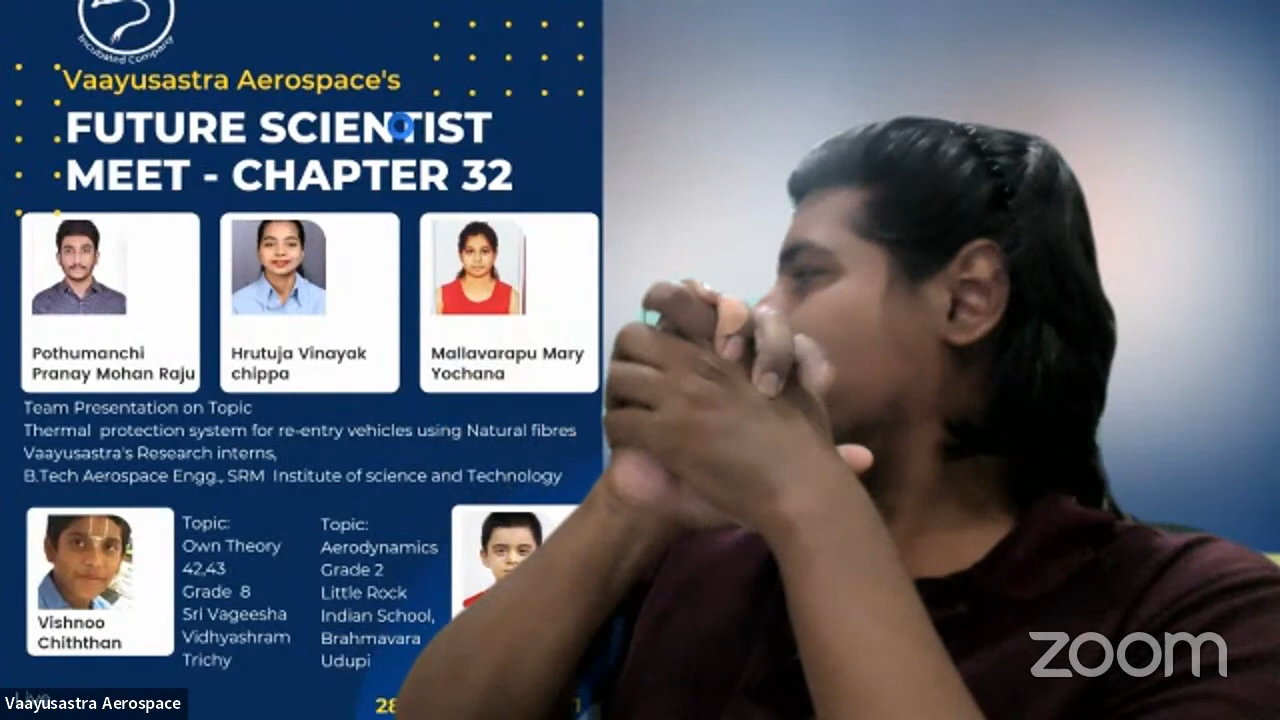 Incubated Company
Vaayusastra Aerospace's
FUTURE SCIENTIST
MEET - CHAPTER 32
Pothumanchi
Pranay Mohan Raju
Hrutuja Vinayak
chippa
Mallavarapu Mary
Yochana
Team Presentation on Topic
Thermal protection system for re-entry vehicles using Natural fibres
Vaayusastra's Research interns,
B.Tech Aerospace Engg., SRM Institute of science and Technology
Vishnoo
Chiththan
Topic:
Own Theory
42,43
Grade 8
Sri Vageesha
Vidhyashram
Trichy
Topic:
Aerodynamics
Grade 2
Little Rock
Indian School,
Brahmavara
Udupi
Live
Vaayusastra Aerospace
zoom